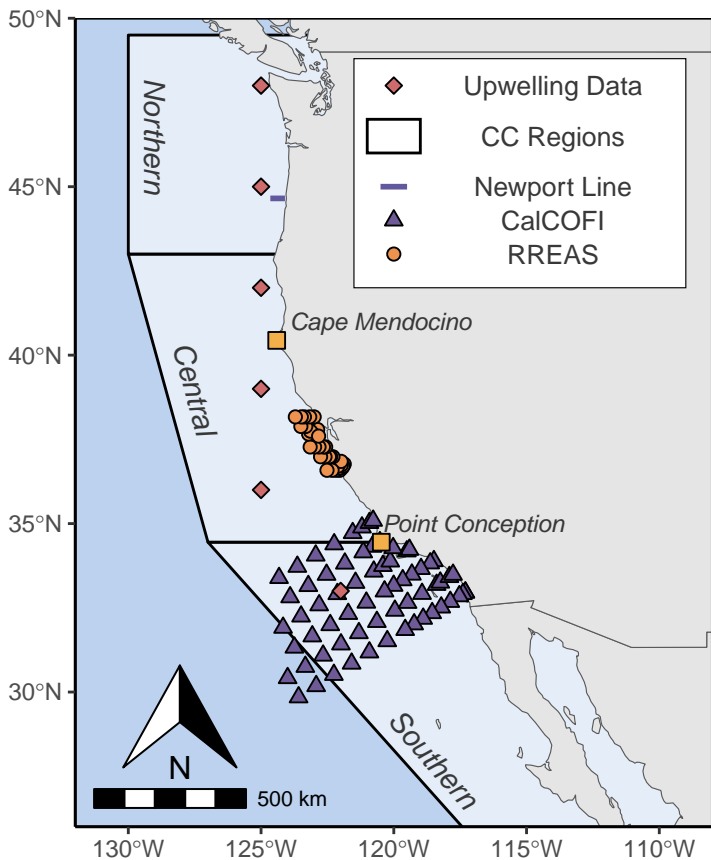 50°N
45°N
40°N
35°N
30°N
Northern
Central
Southern
Upwelling Data
CC Regions
Newport Line
CalCOFI
RREAS
Cape Mendocino
Point Conception
N
500 km
130°W
125°W
120°W
115°W
110°W